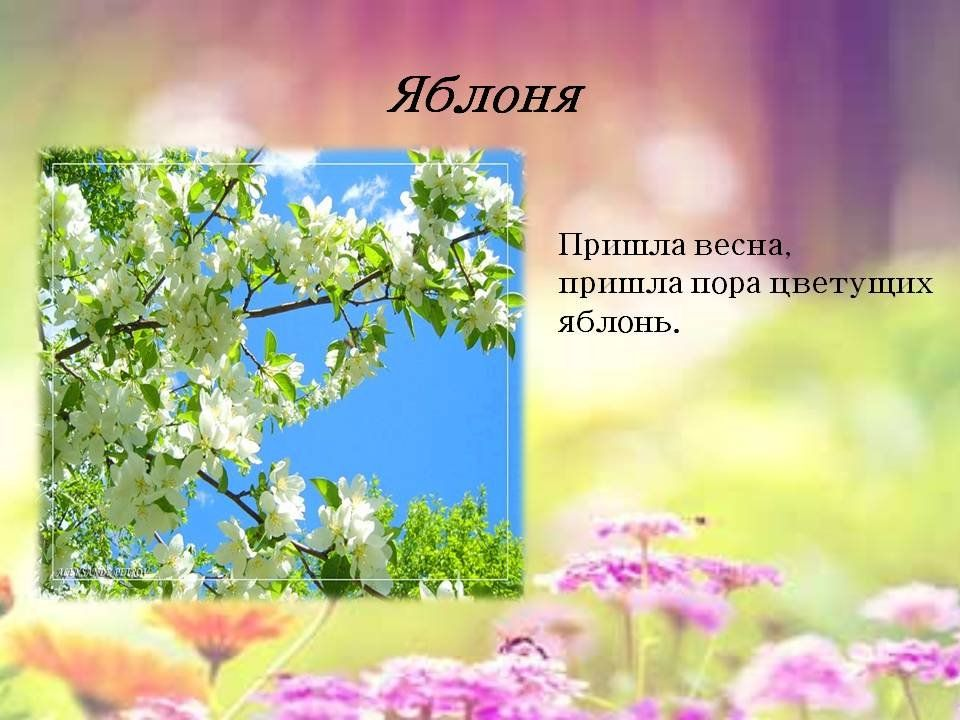 Яблоня
Пришла весна,
пришла пора цветущих
яблонь.